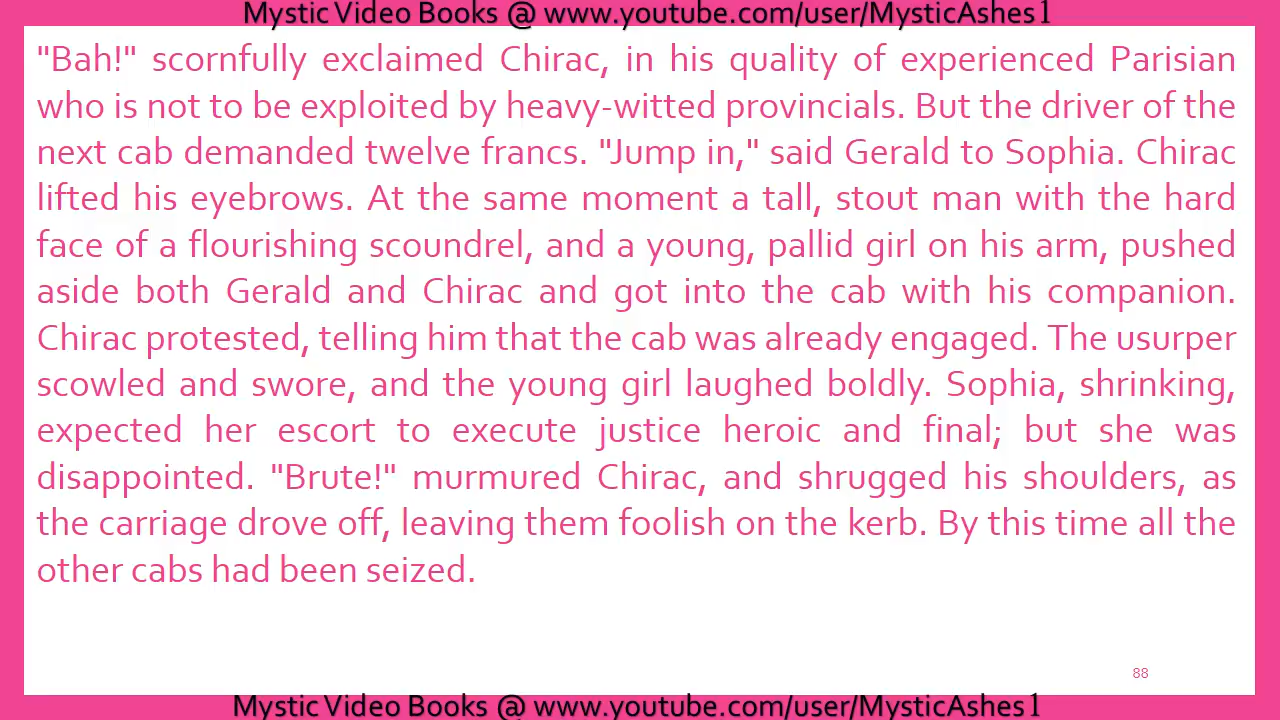 Mystic Video Books @ www.youtube.com/user/MysticAshes1
"Bah!" scornfully exclaimed Chirac, in his quality of experienced Parisian
who is not to be exploited by heavy-witted provincials. But the driver of the
next cab demanded twelve francs. "Jump in," said Gerald to Sophia. Chirac
lifted his eyebrows. At the same moment a tall, stout man with the hard
face of a flourishing scoundrel, and a young, pallid girl on his arm, pushed
aside both Gerald and Chirac and got into the cab with his companion.
Chirac protested, telling him that the cab was already engaged. The usurper
scowled and swore, and the young girl laughed boldly. Sophia, shrinking,
expected her escort to execute justice heroic and final; but she was
disappointed. "Brute!" murmured Chirac, and shrugged his shoulders, as
the carriage drove off, leaving them foolish on the kerb. By this time all the
other cabs had been seized.
88
Mystic Video Books @ www.youtube.com/user/MysticAshes1